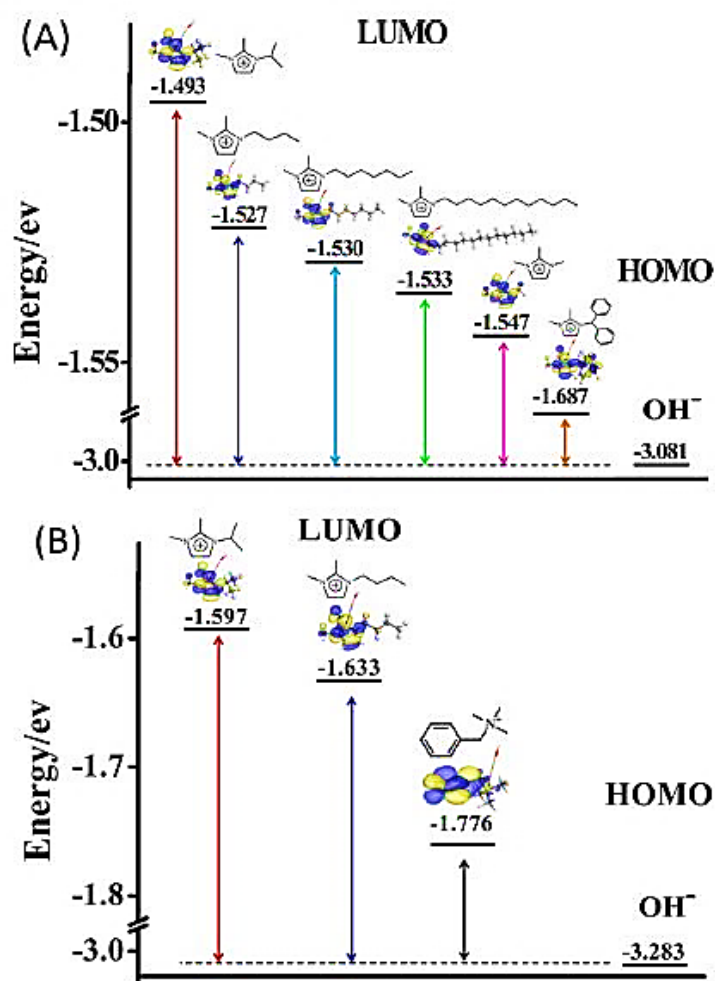 (A)
LUMO
-1.493
-1.50
-1.527
-1.530
-1.533
HOMO
-1.547
Energy/ev
-1.55
-1.687
OH⁻
-3.0
-3.081
(B)
LUMO
-1.597
-1.6
-1.633
N⁺
-1.7
HOMO
-1.776
Energy/ev
-1.8
OH⁻
-3.0
-3.283